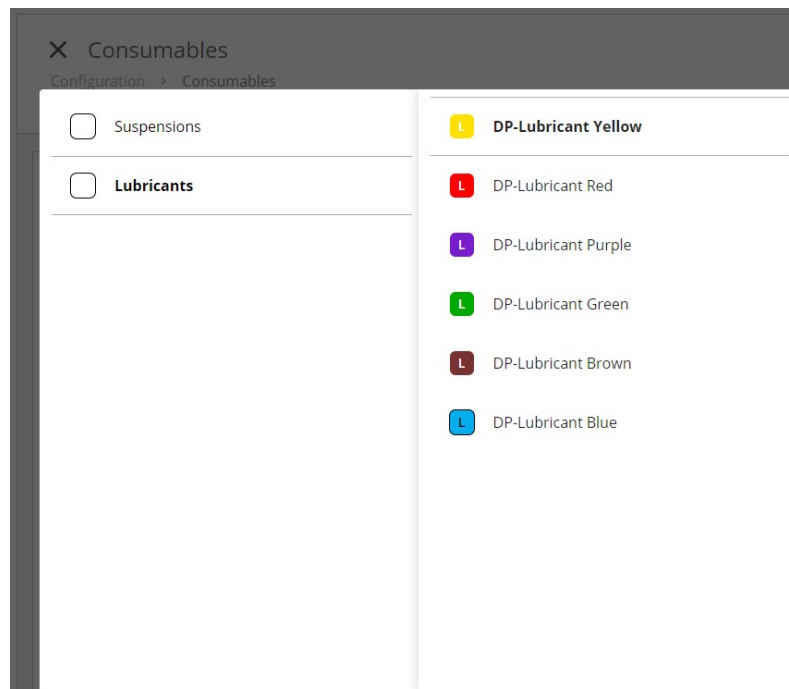 Consumables
Configuration > Consumables
Suspensions
Lubricants
L DP-Lubricant Yellow
L DP-Lubricant Red
L DP-Lubricant Purple
L DP-Lubricant Green
L DP-Lubricant Brown
L DP-Lubricant Blue